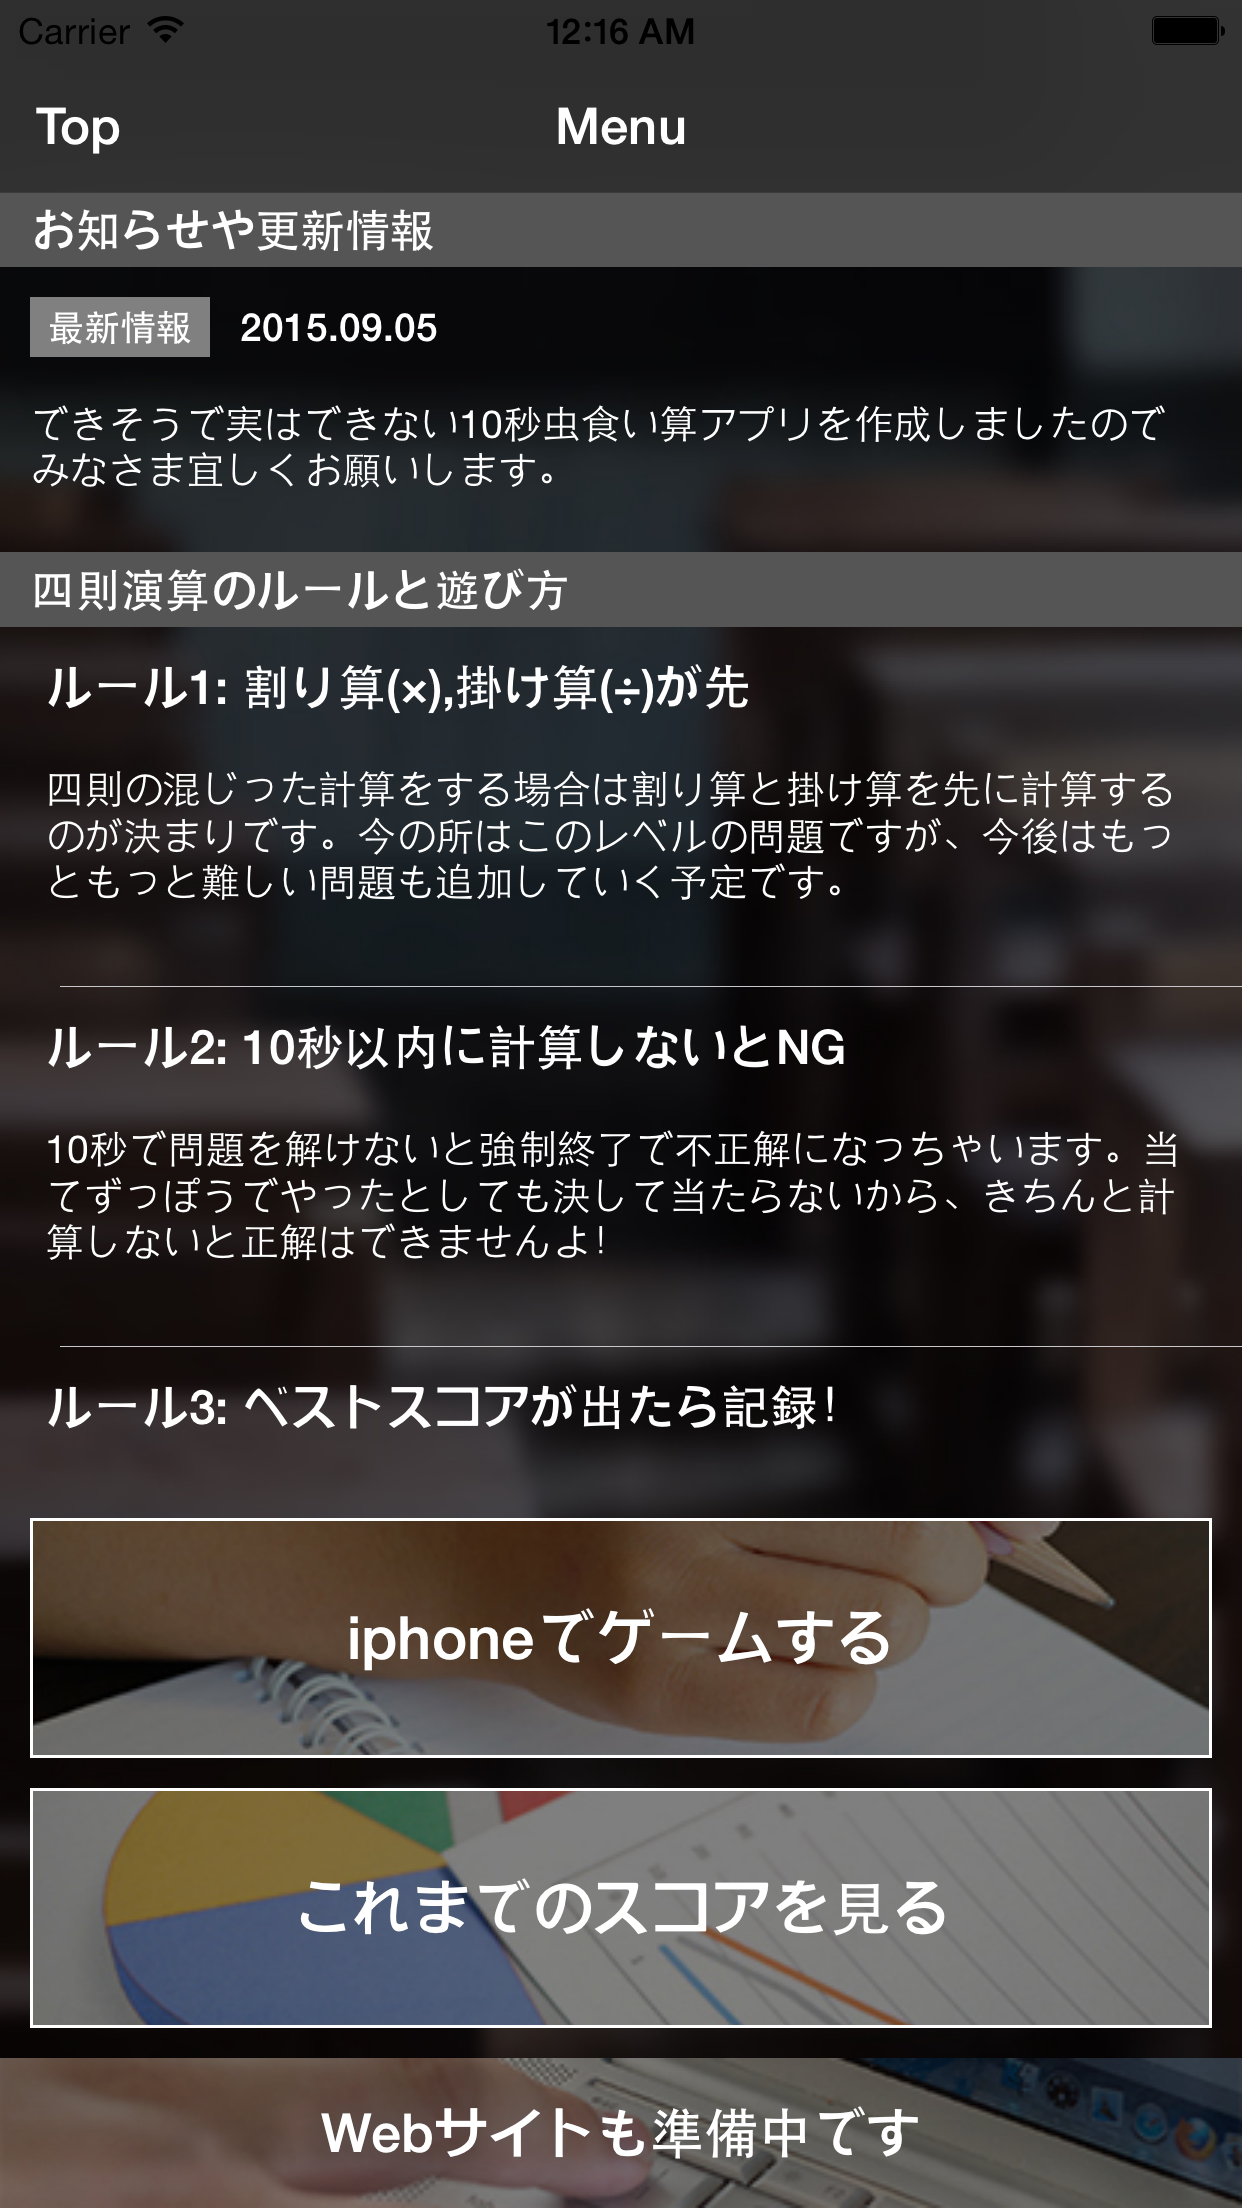 Carrier 12:16 AM
Top Menu
お知らせや更新情報
最新情報 2015.09.05
できそうで実はできない10秒虫食い算アプリを作成しましたので
みなさま宜しくお願いします。
四則演算のルールと遊び方
ルール1: 割り算(×),掛け算(÷)が先
四則の混じった計算をする場合は割り算と掛け算を先に計算する
のが決まりです。今の所はこのレベルの問題ですが、今後はもっ
ともっと難しい問題も追加していく予定です。
ルール2: 10秒以内に計算しないとNG
10秒で問題を解けないと強制終了で不正解になっちゃいます。当
てずっぽうでやったとしても決して当たらないから、きちんと計
算しないと正解はできませんよ!
ルール3: ベストスコアが出たら記録!
iphoneでゲームする
これまでのスコアを見る
Webサイトも準備中です